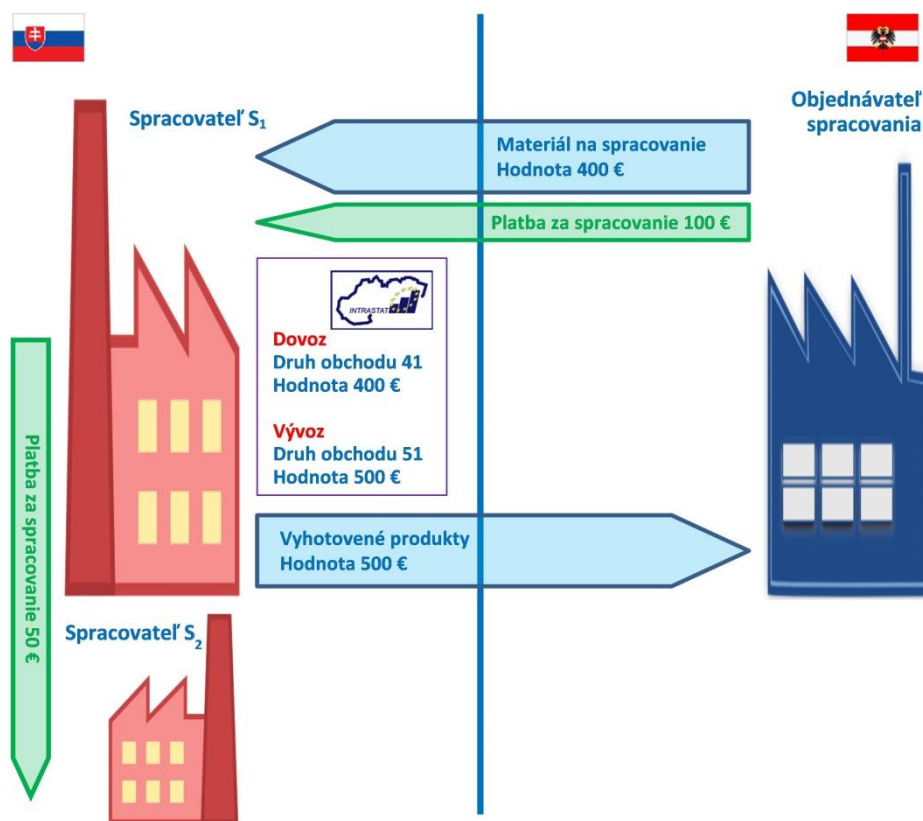 Spracovateľ S₁
Objednávateľ
spracovania
Materiál na spracovanie
Hodnota 400 €
Platba za spracovanie 100 €
INTRASTAT
Dovoz
Druh obchodu 41
Hodnota 400 €
Vývoz
Druh obchodu 51
Hodnota 500 €
Platba za spracovanie 50 €
Vyhotovené produkty
Hodnota 500 €
Spracovateľ S₂